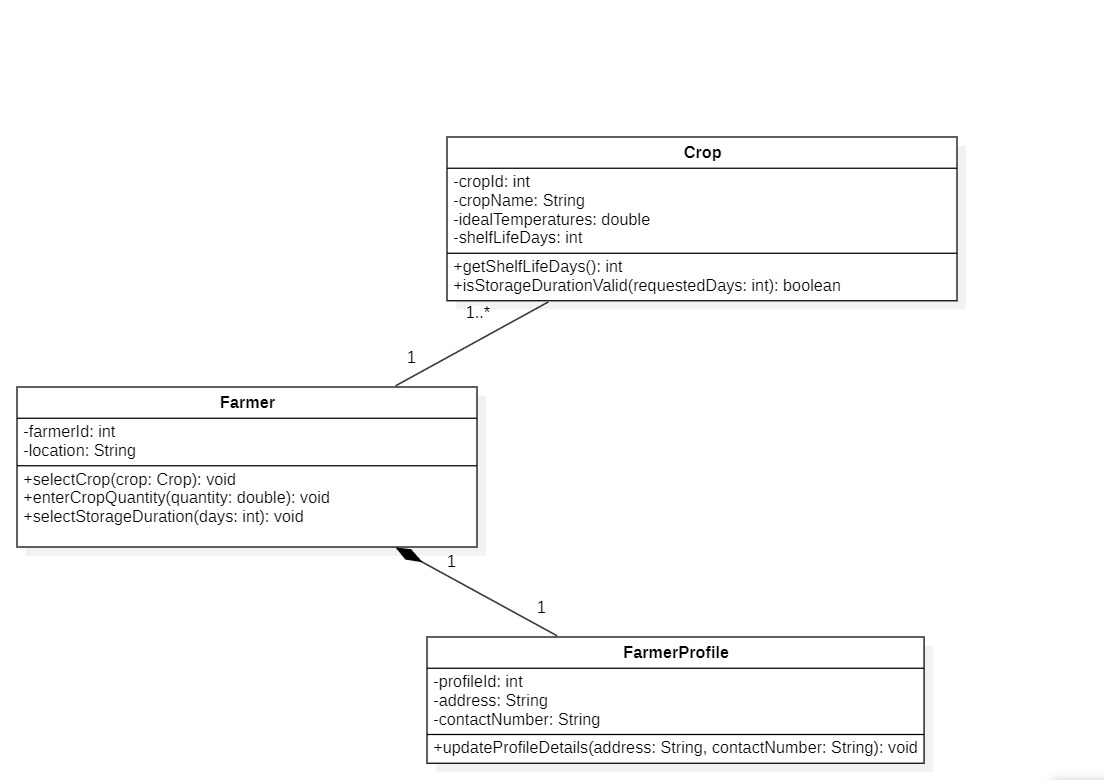 Crop
-cropId: int
-cropName: String
-idealTemperatures: double
-shelfLifeDays: int
+getShelfLifeDays(): int
+isStorageDurationValid(requestedDays: int): boolean
1..*
1
Farmer
-farmerId: int
-location: String
+selectCrop(crop: Crop): void
+enterCropQuantity(quantity: double): void
+selectStorageDuration(days: int): void
1
1
FarmerProfile
-profileId: int
-address: String
-contactNumber: String
+updateProfileDetails(address: String, contactNumber: String): void